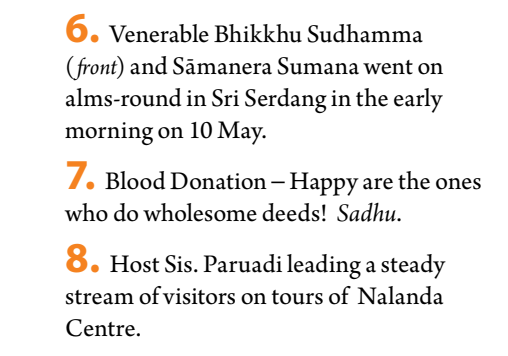 6. Venerable Bhikkhu Sudhamma
(front) and Sāmanera Sumana went on
alms-round in Sri Serdang in the early
morning on 10 May.
7. Blood Donation – Happy are the ones
who do wholesome deeds! Sadhu.
8. Host Sis. Paruadi leading a steady
stream of visitors on tours of Nalanda
Centre.